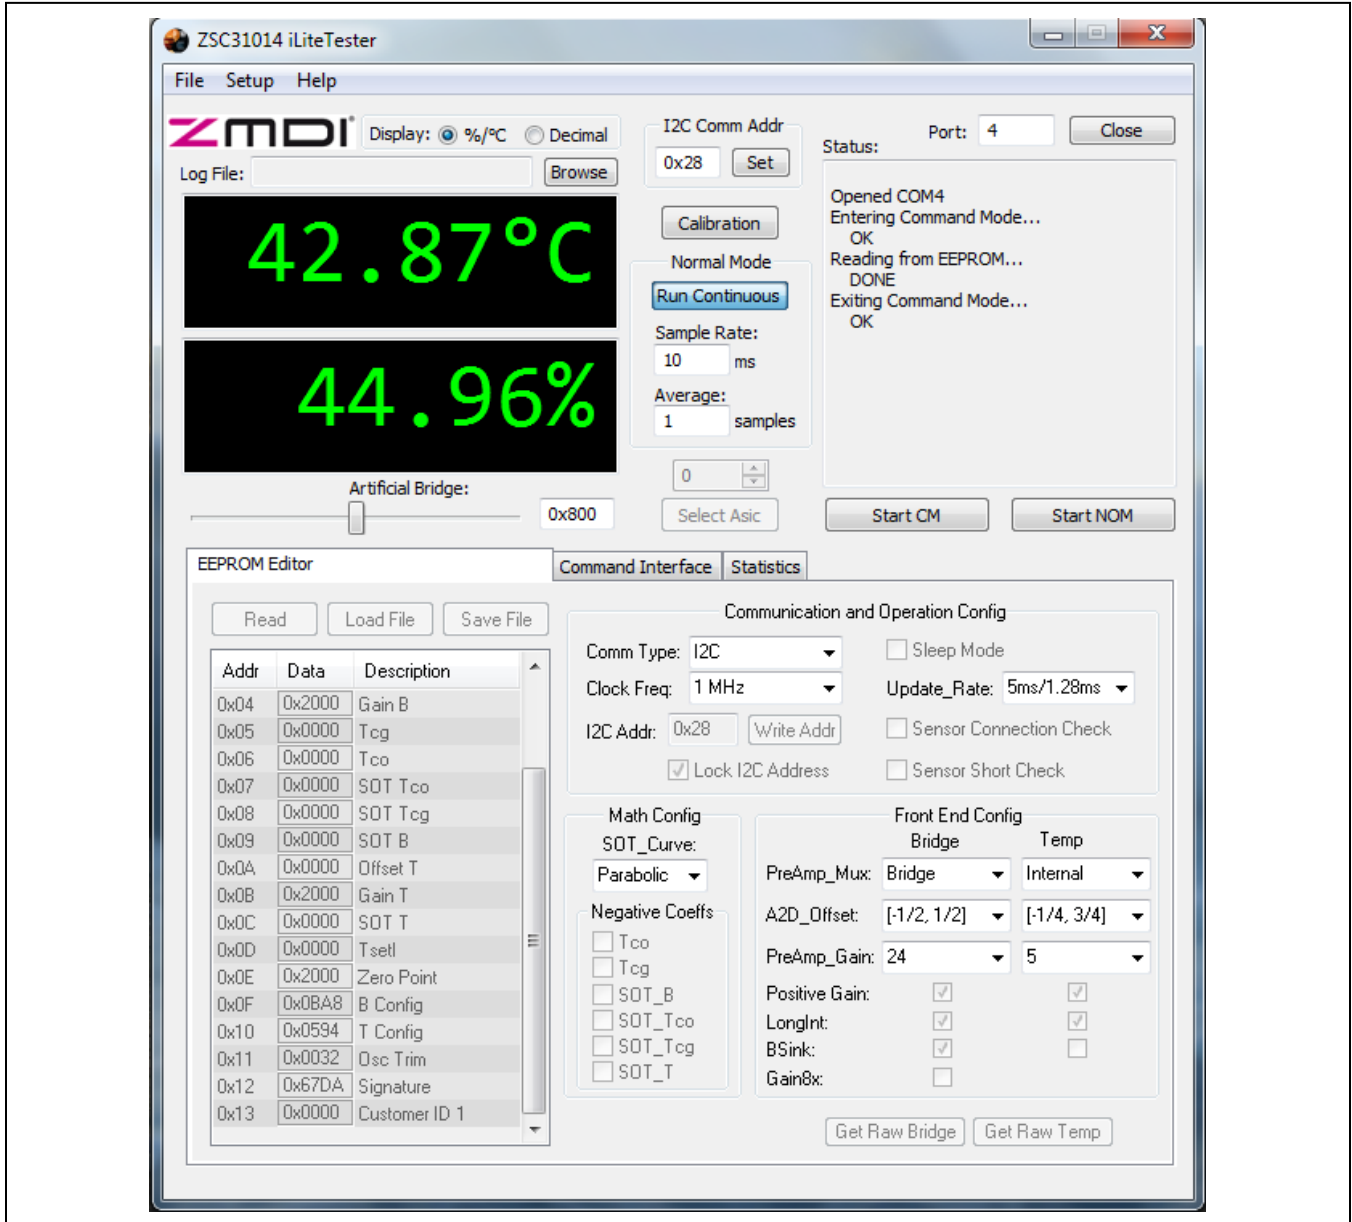 ZSC31014 iLiteTester
File Setup Help
ZMDI
Display: %/°C Decimal
Log File: Browse
42.87°C
44.96%
Artificial Bridge:
0x800
I2C Comm Addr
0x28 Set
Calibration
Normal Mode
Run Continuous
Sample Rate:
10 ms
Average:
1 samples
0
Select Asic
Port: 4 Close
Status:
Opened COM4
Entering Command Mode...
OK
Reading from EEPROM...
DONE
Exiting Command Mode...
OK
Start CM Start NOM
EEPROM Editor Command Interface Statistics
Read Load File Save File
Addr Data Description
0x04 0x2000 Gain B
0x05 0x0000 Tcg
0x06 0x0000 Tco
0x07 0x0000 SOT Tco
0x08 0x0000 SOT Tcg
0x09 0x0000 SOT B
0x0A 0x0000 Offset T
0x0B 0x2000 Gain T
0x0C 0x0000 SOT T
0x0D 0x0000 Tsetl
0x0E 0x2000 Zero Point
0x0F 0x0BA8 B Config
0x10 0x0594 T Config
0x11 0x0032 Osc Trim
0x12 0x67DA Signature
0x13 0x0000 Customer ID 1
Communication and Operation Config
Comm Type: I2C Sleep Mode
Clock Freq: 1 MHz Update_Rate: 5ms/1.28ms
I2C Addr: 0x28 Write Addr Sensor Connection Check
Lock I2C Address Sensor Short Check
Math Config
SOT_Curve:
Parabolic
Negative Coeffs
Tco
Tcg
SOT_B
SOT_Tco
SOT_Tcg
SOT_T
Front End Config
Bridge Temp
PreAmp_Mux: Bridge Internal
A2D_Offset: [-1/2, 1/2] [-1/4, 3/4]
PreAmp_Gain: 24 5
Positive Gain:
LongInt:
BSink:
Gain8x:
Get Raw Bridge Get Raw Temp